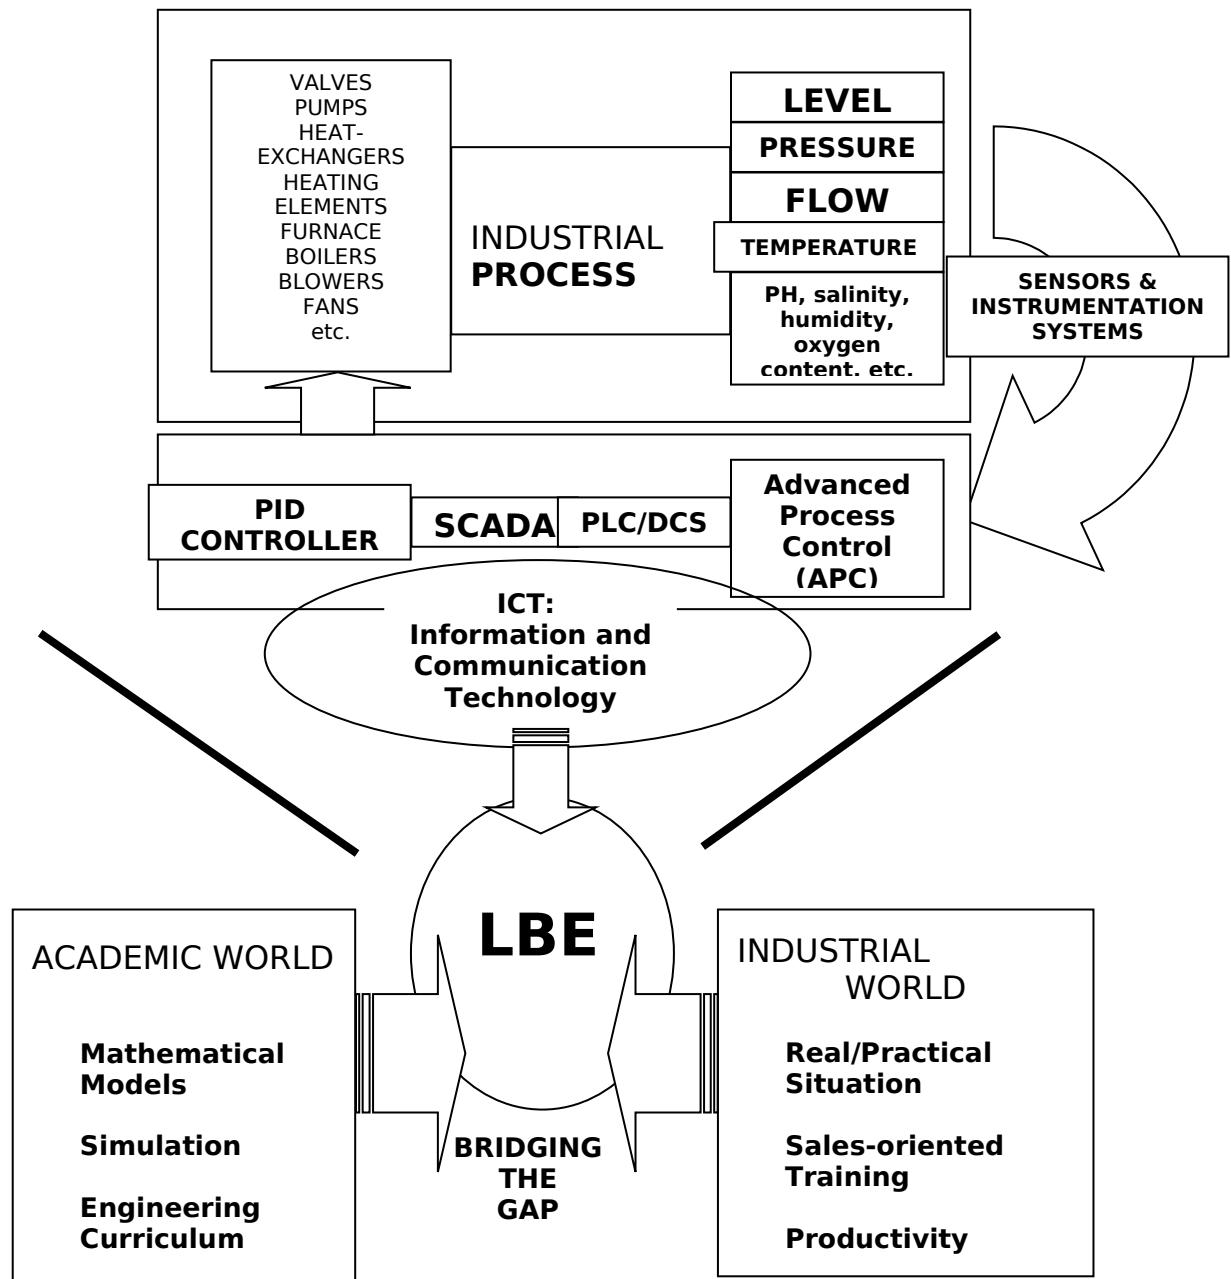 VALVES
PUMPS
HEAT-
EXCHANGERS
HEATING
ELEMENTS
FURNACE
BOILERS
BLOWERS
FANS
etc.
INDUSTRIAL
PROCESS
LEVEL
PRESSURE
FLOW
TEMPERATURE
PH, salinity,
humidity,
oxygen
content, etc.
SENSORS &
INSTRUMENTATION
SYSTEMS
PID
CONTROLLER
SCADA
PLC/DCS
Advanced
Process
Control
(APC)
ICT:
Information and
Communication
Technology
LBE
ACADEMIC WORLD
Mathematical
Models
Simulation
Engineering
Curriculum
BRIDGING
THE
GAP
INDUSTRIAL
WORLD
Real/Practical
Situation
Sales-oriented
Training
Productivity